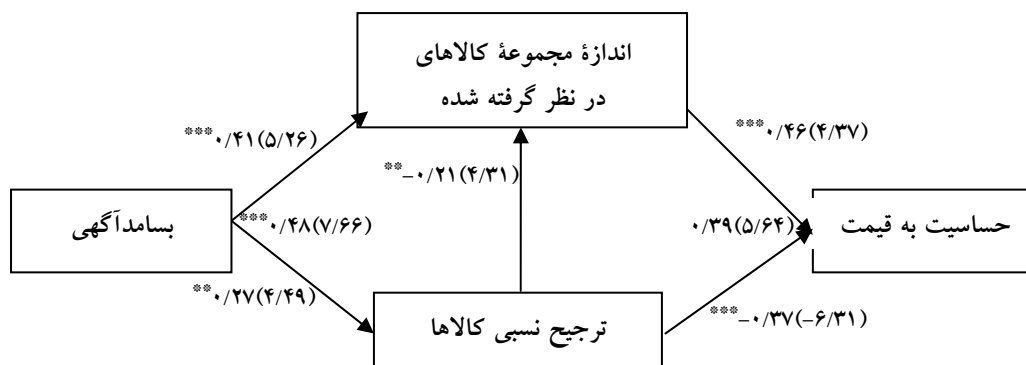 اندازۀ مجموعۀ کالاهای
در نظر گرفته شده
***۰/۴۱(۵/۲۶)
***۰/۴۶(۴/۳۷)
**-۰/۲۱(۴/۳۱)
بسامدآگهی
***۰/۴۸(۷/۶۶)
۰/۳۹(۵/۶۴)
حساسیت به قیمت
**۰/۲۷(۴/۴۹)
ترجیح نسبی کالاها
***-۰/۳۷(-۶/۳۱)